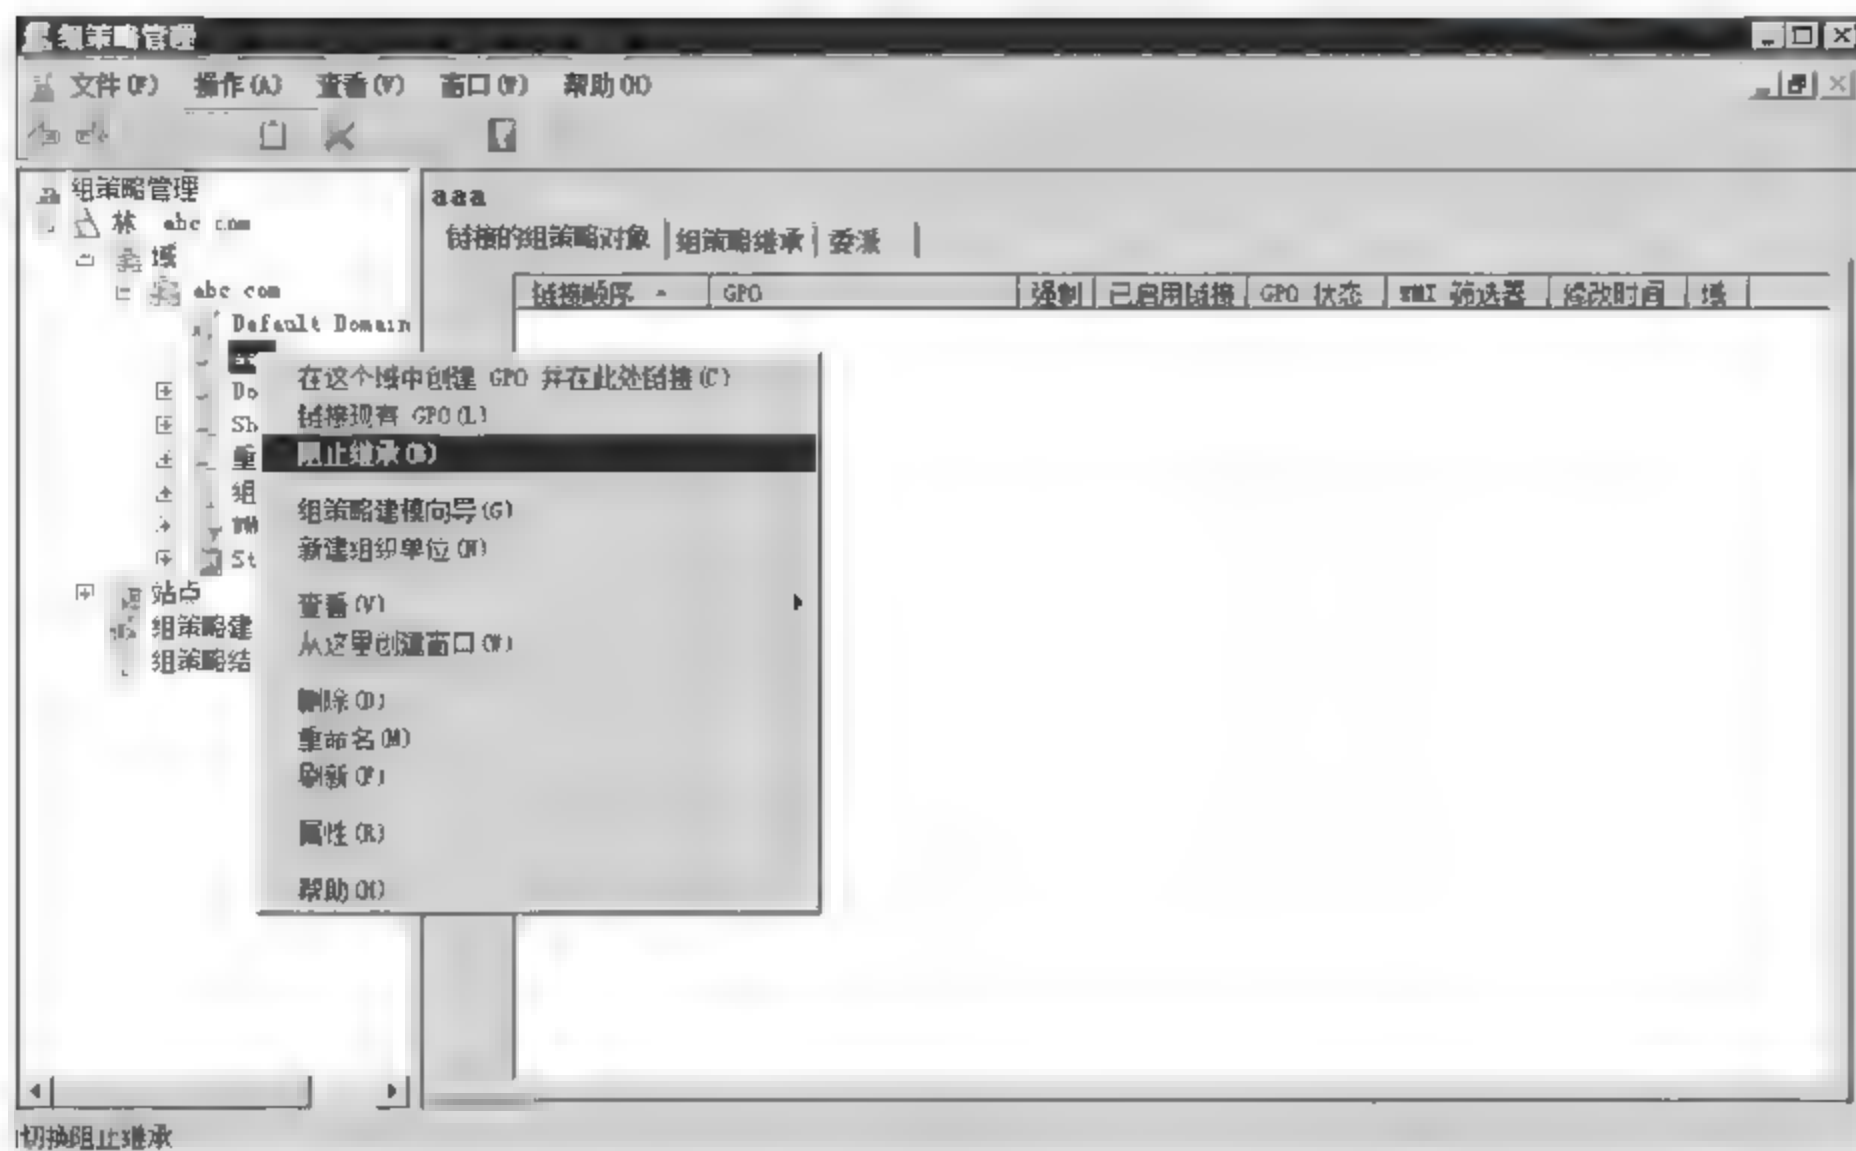 组策略管理
文件(F) 操作(A) 查看(V) 窗口(W) 帮助(H)
组策略管理
林 abc com
域
abc com
Default Domain
Do
Sh
重
组
WM
St
站点
组策略建
组策略结
aaa
链接的组策略对象 组策略继承 委派
链接顺序 GPO 强制 已启用链接 GPO 状态 WMI 筛选器 修改时间 域
在这个域中创建 GPO 并在此处链接(C)
链接现有 GPO(L)
阻止继承(B)
组策略建模向导(G)
新建组织单位(N)
查看(V)
从这里创建窗口(W)
删除(D)
重命名(M)
刷新(F)
属性(R)
帮助(H)
切换阻止继承